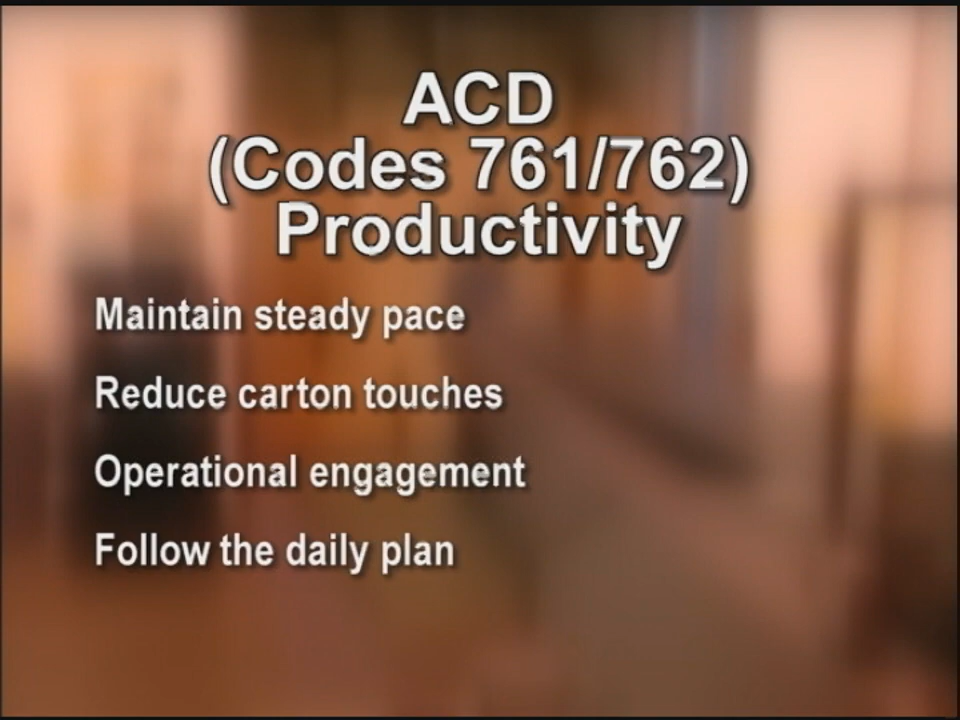 ACD
(Codes 761/762)
Productivity
Maintain steady pace
Reduce carton touches
Operational engagement
Follow the daily plan